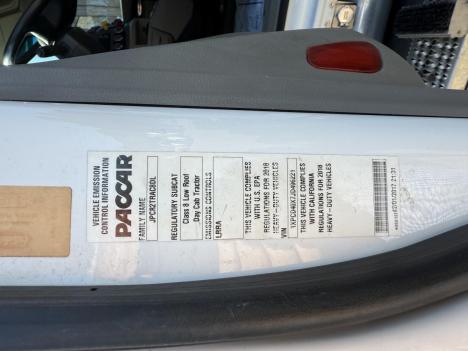 VEHICLE EMISSION
CONTROL INFORMATION
PACCAR
FAMILY NAME
JPCR2TRACIDL
REGULATORY SUBCAT
Class 8 Low Roof
Day Cab Tractor
EMISSIONS CONTROLS
LRRA
THIS VEHICLE COMPLIES
WITH U.S. EPA
REGULATIONS FOR 2018
HEAVY-DUTY VEHICLES
VIN
THIS VEHICLE COMPLIES
WITH CALIFORNIA
REGULATIONS FOR 2018
HEAVY-DUTY VEHICLES